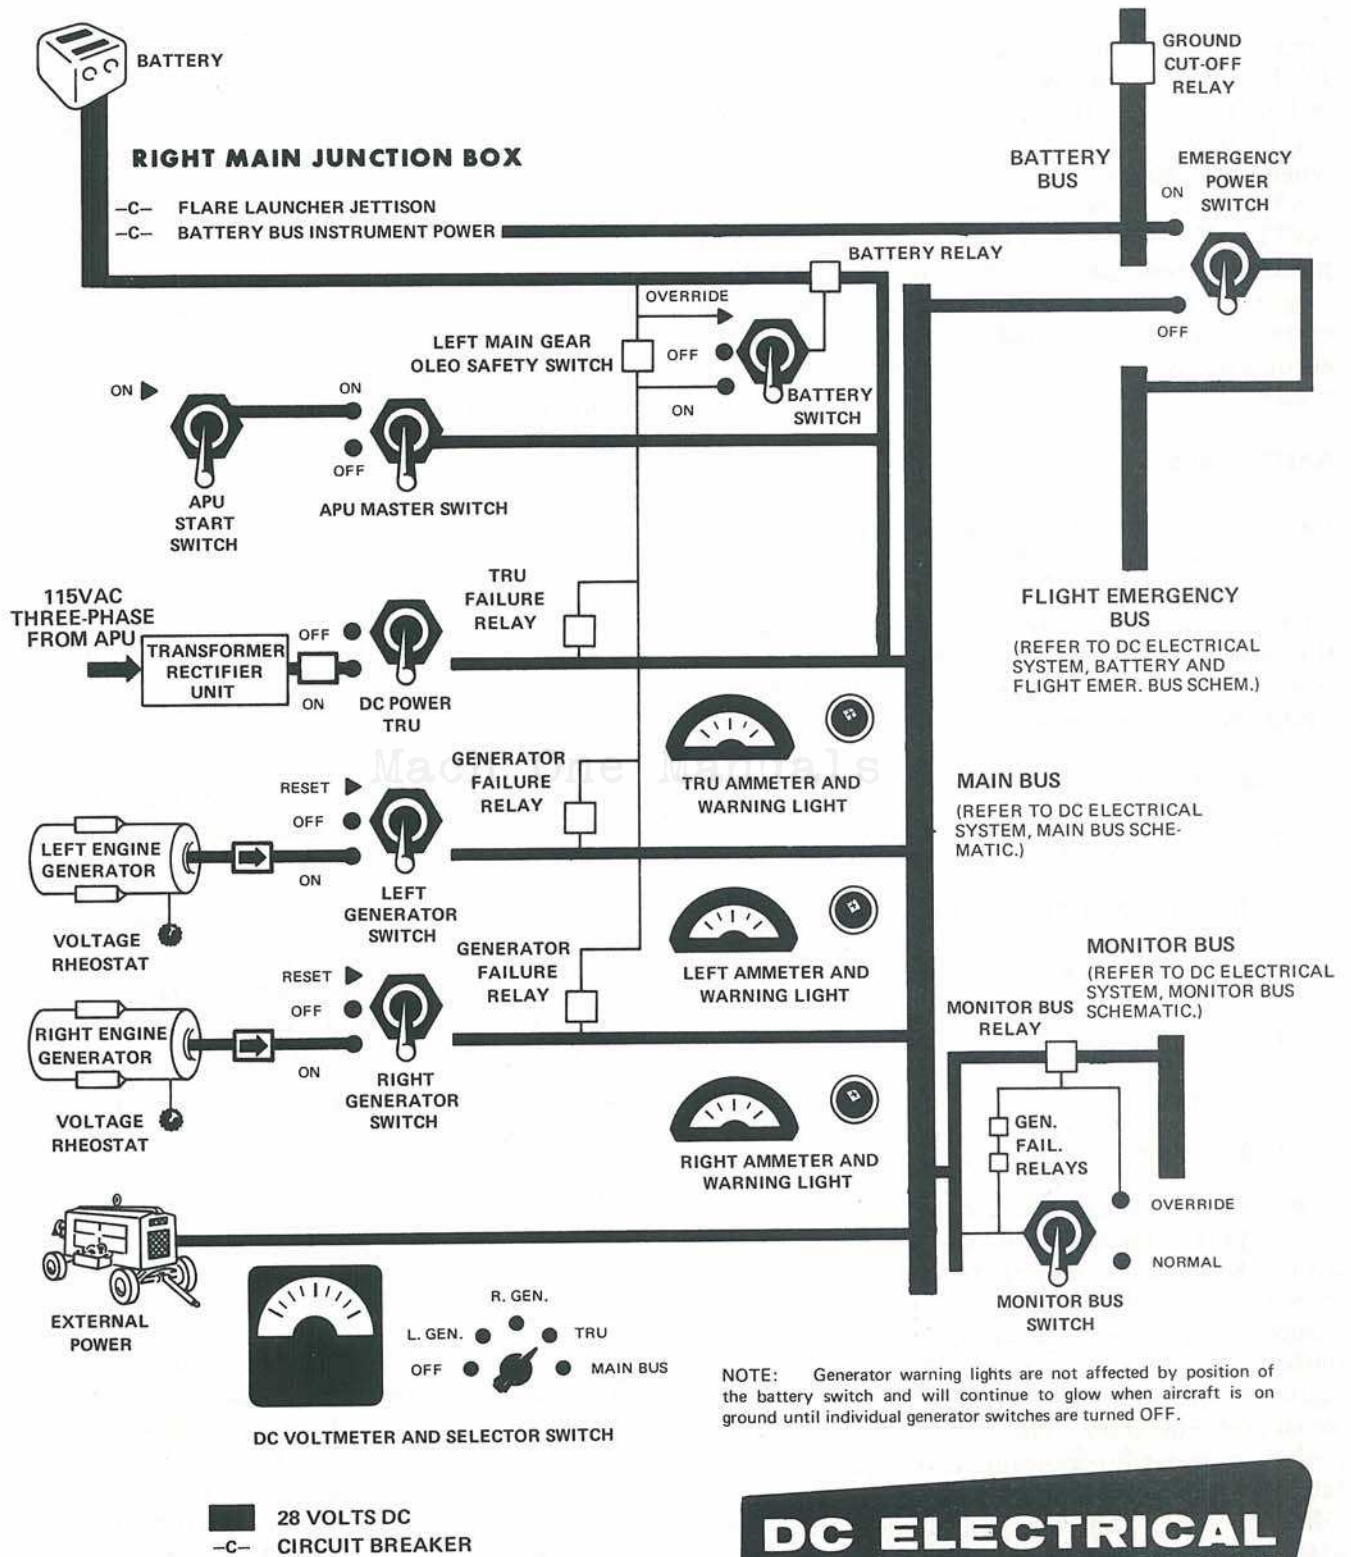 BATTERY
GROUND
CUT-OFF
RELAY
RIGHT MAIN JUNCTION BOX
BATTERY
BUS
EMERGENCY
POWER
SWITCH
ON
–C– FLARE LAUNCHER JETTISON
–C– BATTERY BUS INSTRUMENT POWER
BATTERY RELAY
OVERRIDE
OFF
LEFT MAIN GEAR
OLEO SAFETY SWITCH
OFF
ON
BATTERY
SWITCH
ON
ON
OFF
APU
START
SWITCH
APU MASTER SWITCH
115VAC
THREE-PHASE
FROM APU
TRANSFORMER
RECTIFIER
UNIT
OFF
ON
DC POWER
TRU
TRU
FAILURE
RELAY
FLIGHT EMERGENCY
BUS
(REFER TO DC ELECTRICAL
SYSTEM, BATTERY AND
FLIGHT EMER. BUS SCHEM.)
Mach One Manuals
TRU AMMETER AND
WARNING LIGHT
GENERATOR
FAILURE
RELAY
RESET
OFF
ON
LEFT ENGINE
GENERATOR
LEFT
GENERATOR
SWITCH
VOLTAGE
RHEOSTAT
MAIN BUS
(REFER TO DC ELECTRICAL
SYSTEM, MAIN BUS SCHE-
MATIC.)
LEFT AMMETER AND
WARNING LIGHT
GENERATOR
FAILURE
RELAY
RESET
OFF
ON
RIGHT ENGINE
GENERATOR
RIGHT
GENERATOR
SWITCH
VOLTAGE
RHEOSTAT
MONITOR BUS
(REFER TO DC ELECTRICAL
SYSTEM, MONITOR BUS
SCHEMATIC.)
MONITOR BUS
RELAY
GEN.
FAIL.
RELAYS
RIGHT AMMETER AND
WARNING LIGHT
OVERRIDE
NORMAL
MONITOR BUS
SWITCH
EXTERNAL
POWER
R. GEN.
L. GEN.
TRU
OFF
MAIN BUS
DC VOLTMETER AND SELECTOR SWITCH
NOTE: Generator warning lights are not affected by position of
the battery switch and will continue to glow when aircraft is on
ground until individual generator switches are turned OFF.
28 VOLTS DC
–C– CIRCUIT BREAKER
DC ELECTRICAL